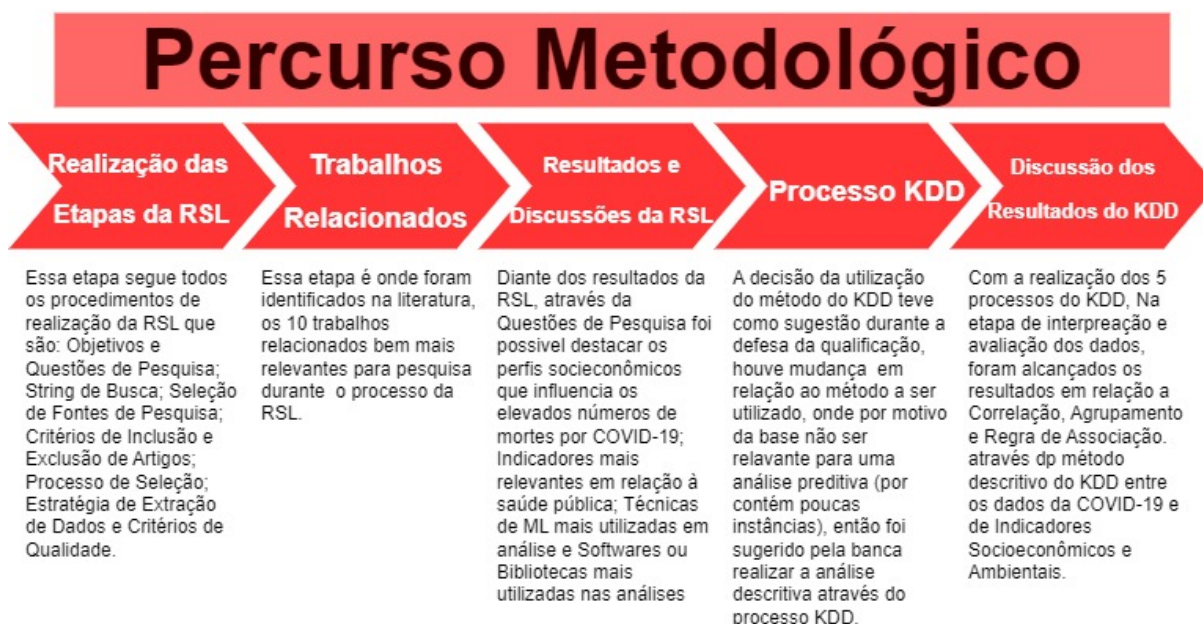 Percurso Metodológico
Realização das
Etapas da RSL
Trabalhos
Relacionados
Resultados e
Discussões da RSL
Processo KDD
Discussão dos
Resultados do KDD
Essa etapa segue todos
os procedimentos de
realização da RSL que
são: Objetivos e
Questões de Pesquisa;
String de Busca; Seleção
de Fontes de Pesquisa;
Critérios de Inclusão e
Exclusão de Artigos;
Processo de Seleção;
Estratégia de Extração
de Dados e Critérios de
Qualidade.
Essa etapa é onde foram
identificados na literatura,
os 10 trabalhos
relacionados bem mais
relevantes para pesquisa
durante o processo da
RSL.
Diante dos resultados da
RSL, através da
Questões de Pesquisa foi
possivel destacar os
perfis socieconômicos
que influencia os
elevados números de
mortes por COVID-19;
Indicadores mais
relevantes em relação à
saúde pública; Técnicas
de ML mais utilizadas em
análise e Softwares ou
Bibliotecas mais
utilizadas nas análises
A decisão da utilização
do método do KDD teve
como sugestão durante a
defesa da qualificação,
houve mudança em
relação ao método a ser
utilizado, onde por motivo
da base não ser
relavante para uma
análise preditiva (por
contém poucas
instâncias), então foi
sugerido pela banca
realizar a análise
descritiva através do
processo KDD.
Com a realização dos 5
processos do KDD, Na
etapa de interpreação e
avaliação dos dados,
foram alcançados os
resultados em relação a
Correlação, Agrupamento
e Regra de Associação.
através dp método
descritivo do KDD entre
os dados da COVID-19 e
de Indicadores
Socioeconômicos e
Ambientais.